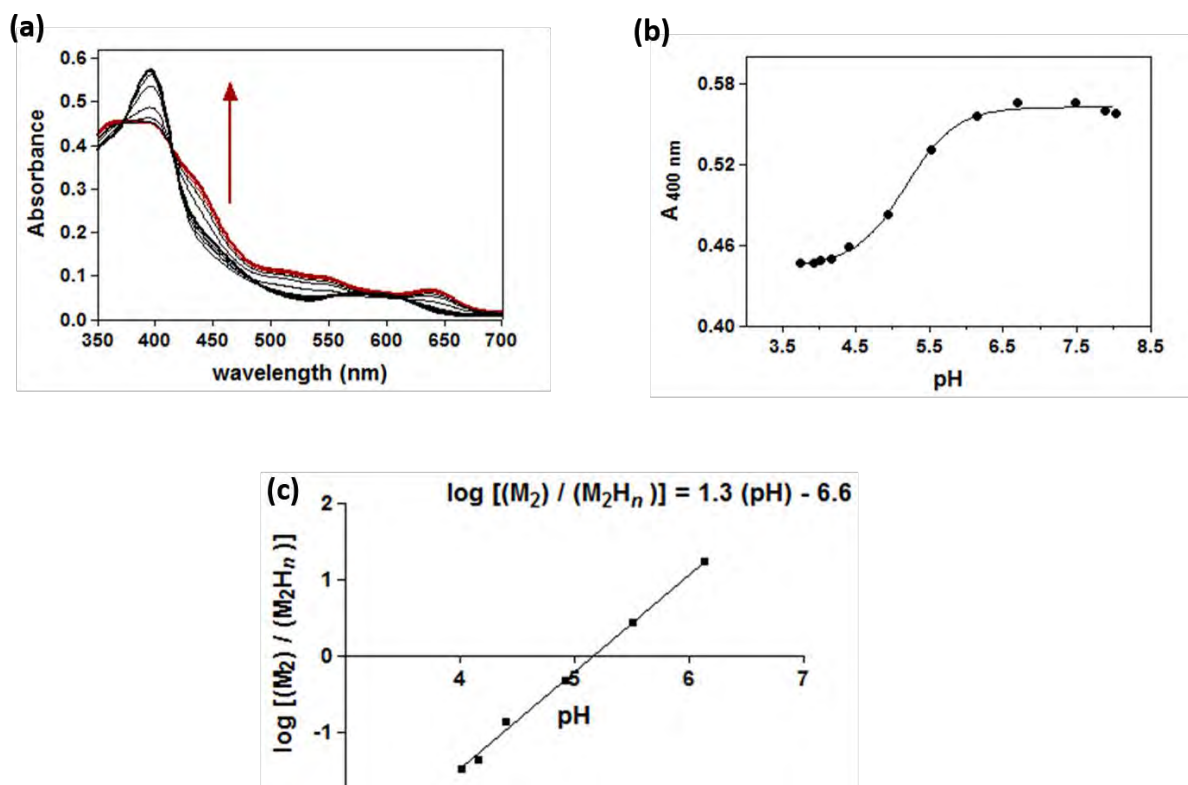 (a)
0.6
0.5
0.4
0.3
0.2
0.1
0.0
Absorbance
350 400 450 500 550 600 650 700
wavelength (nm)
(b)
0.58
0.52
0.46
0.40
A 400 nm
3.5 4.5 5.5 6.5 7.5 8.5
pH
(c)
log [(M₂) / (M₂Hₙ)] = 1.3 (pH) - 6.6
2
1
0
-1
log [(M₂) / (M₂Hₙ)]
4 5 6 7
pH